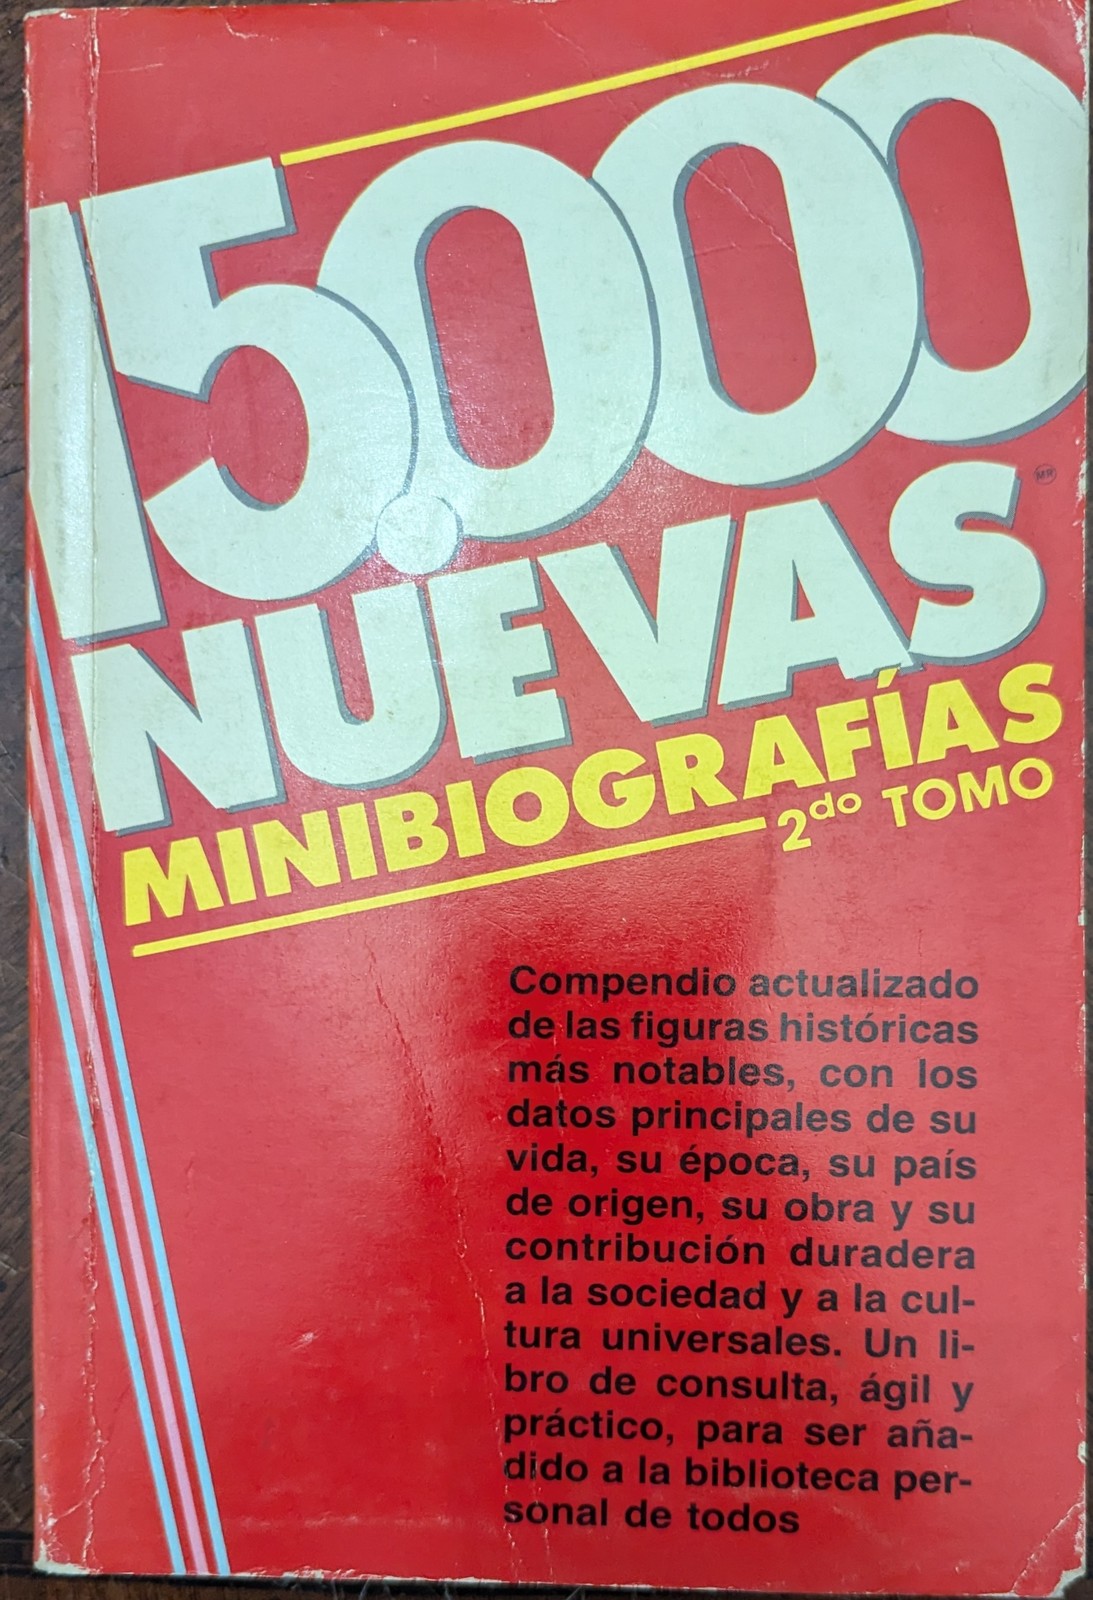 15.000
NUEVAS
MR
MINIBIOGRAFÍAS
2do TOMO
Compendio actualizado
de las figuras históricas
más notables, con los
datos principales de su
vida, su época, su país
de origen, su obra y su
contribución duradera
a la sociedad y a la cul-
tura universales. Un li-
bro de consulta, ágil y
práctico, para ser aña-
dido a la biblioteca per-
sonal de todos